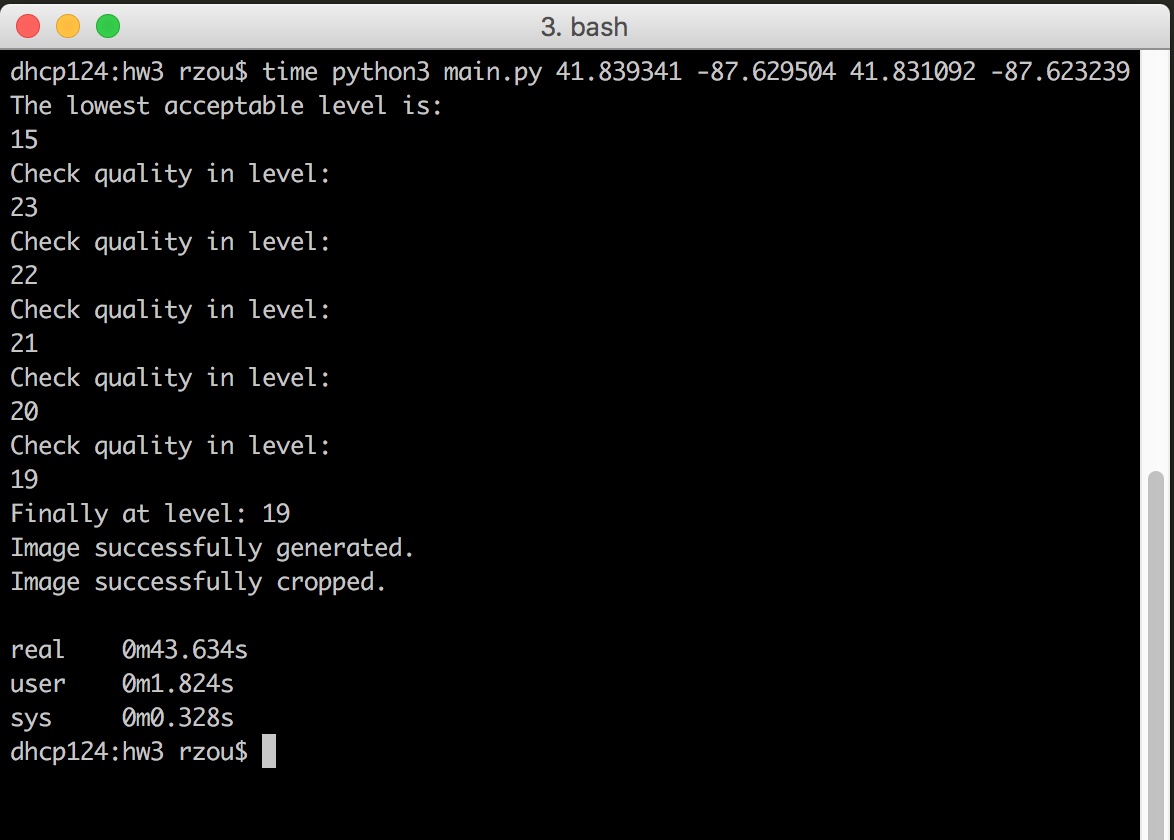 3. bash
dhcp124:hw3 rzou$ time python3 main.py 41.839341 -87.629504 41.831092 -87.623239
The lowest acceptable level is:
15
Check quality in level:
23
Check quality in level:
22
Check quality in level:
21
Check quality in level:
20
Check quality in level:
19
Finally at level: 19
Image successfully generated.
Image successfully cropped.
real 0m43.634s
user 0m1.824s
sys 0m0.328s
dhcp124:hw3 rzou$